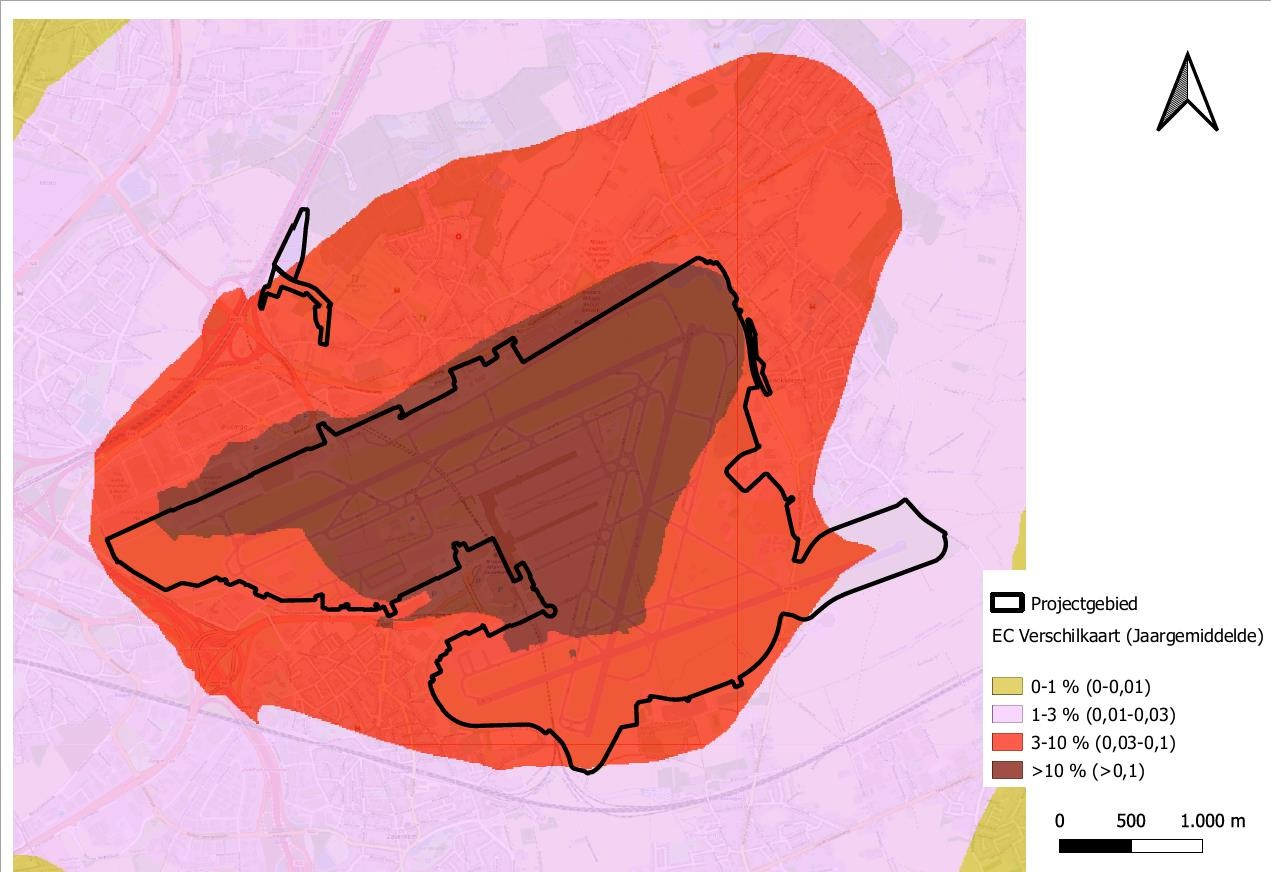 Projectgebied
EC Verschilkaart (Jaargemiddelde)
0-1 % (0-0,01)
1-3 % (0,01-0,03)
3-10 % (0,03-0,1)
>10 % (>0,1)
0 500 1.000 m